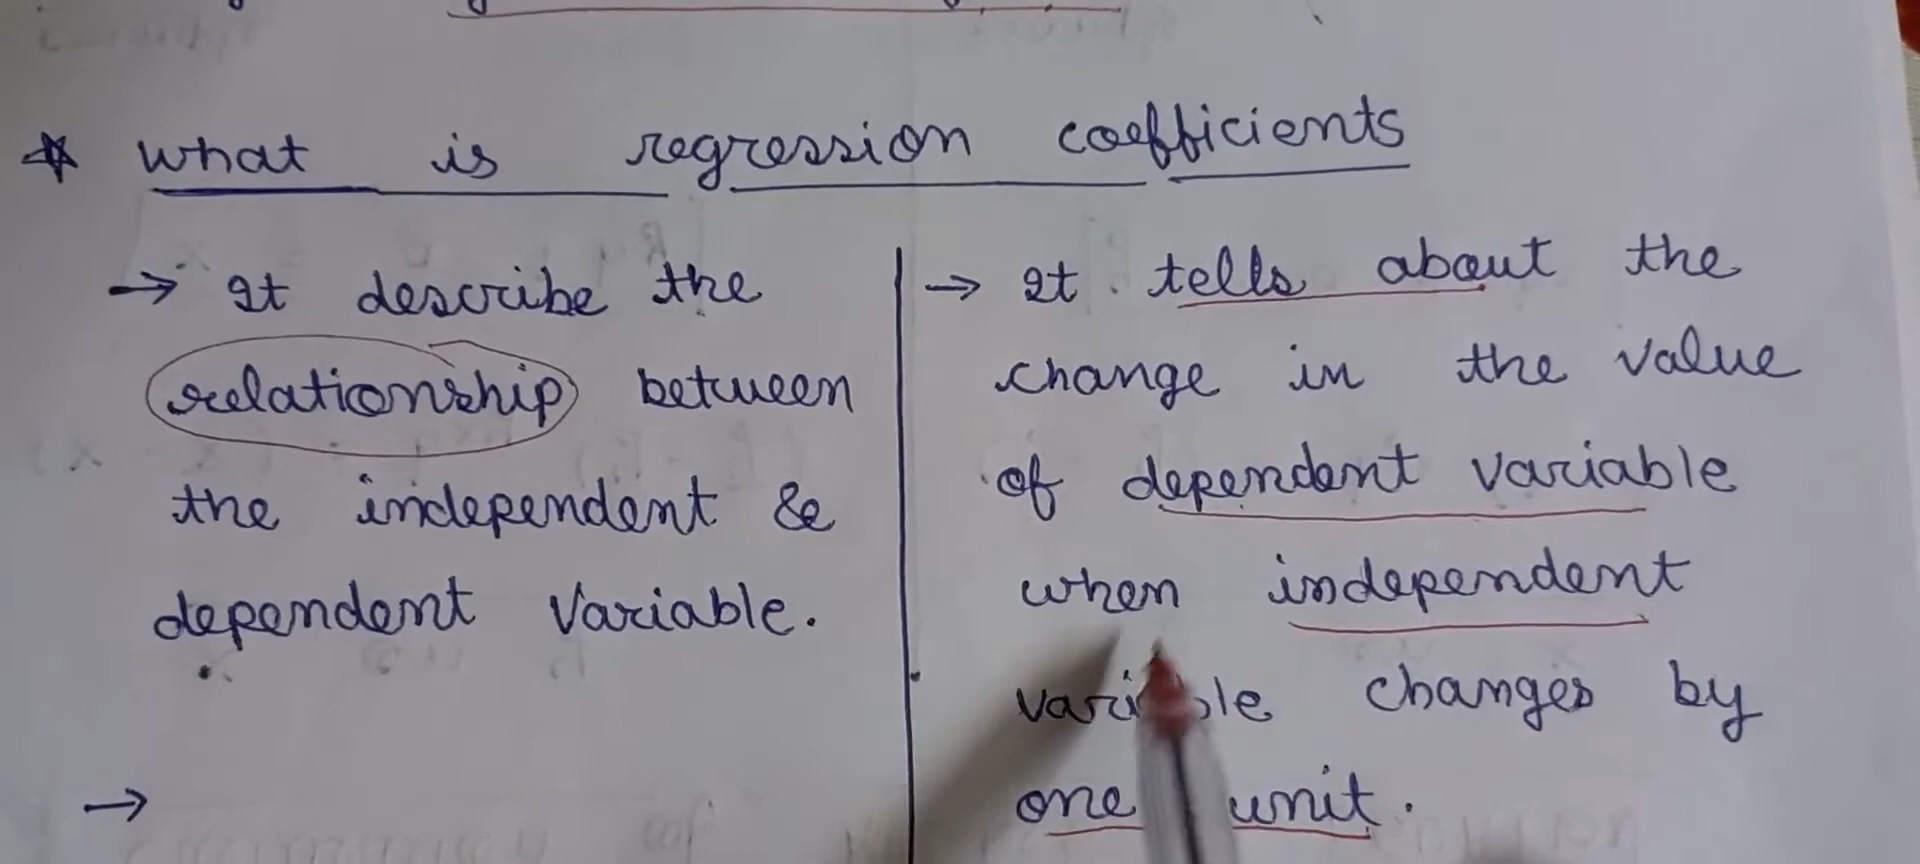 * what is regression coefficients
→ It describe the
relationship between
the independent &
dependent Variable.
→
→ It tells about the
change in the value
of dependent variable
when independent
variable changes by
one unit.